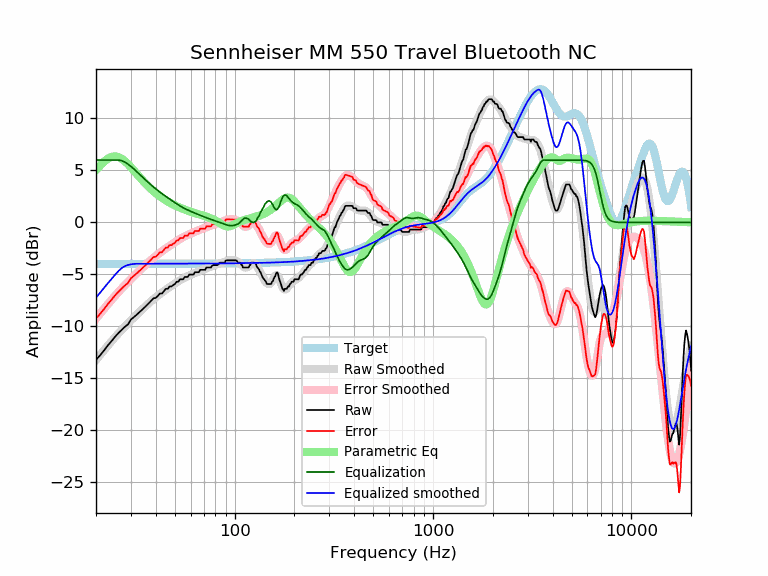 Sennheiser MM 550 Travel Bluetooth NC
Amplitude (dBr)
10
5
0
−5
−10
−15
−20
−25
Target
Raw Smoothed
Error Smoothed
Raw
Error
Parametric Eq
Equalization
Equalized smoothed
100
1000
10000
Frequency (Hz)